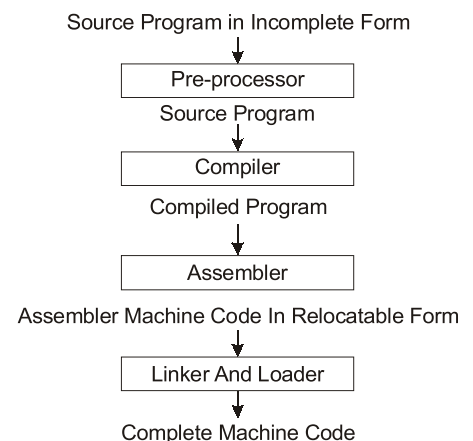 Source Program in Incomplete Form
Pre-processor
Source Program
Compiler
Compiled Program
Assembler
Assembler Machine Code In Relocatable Form
Linker And Loader
Complete Machine Code